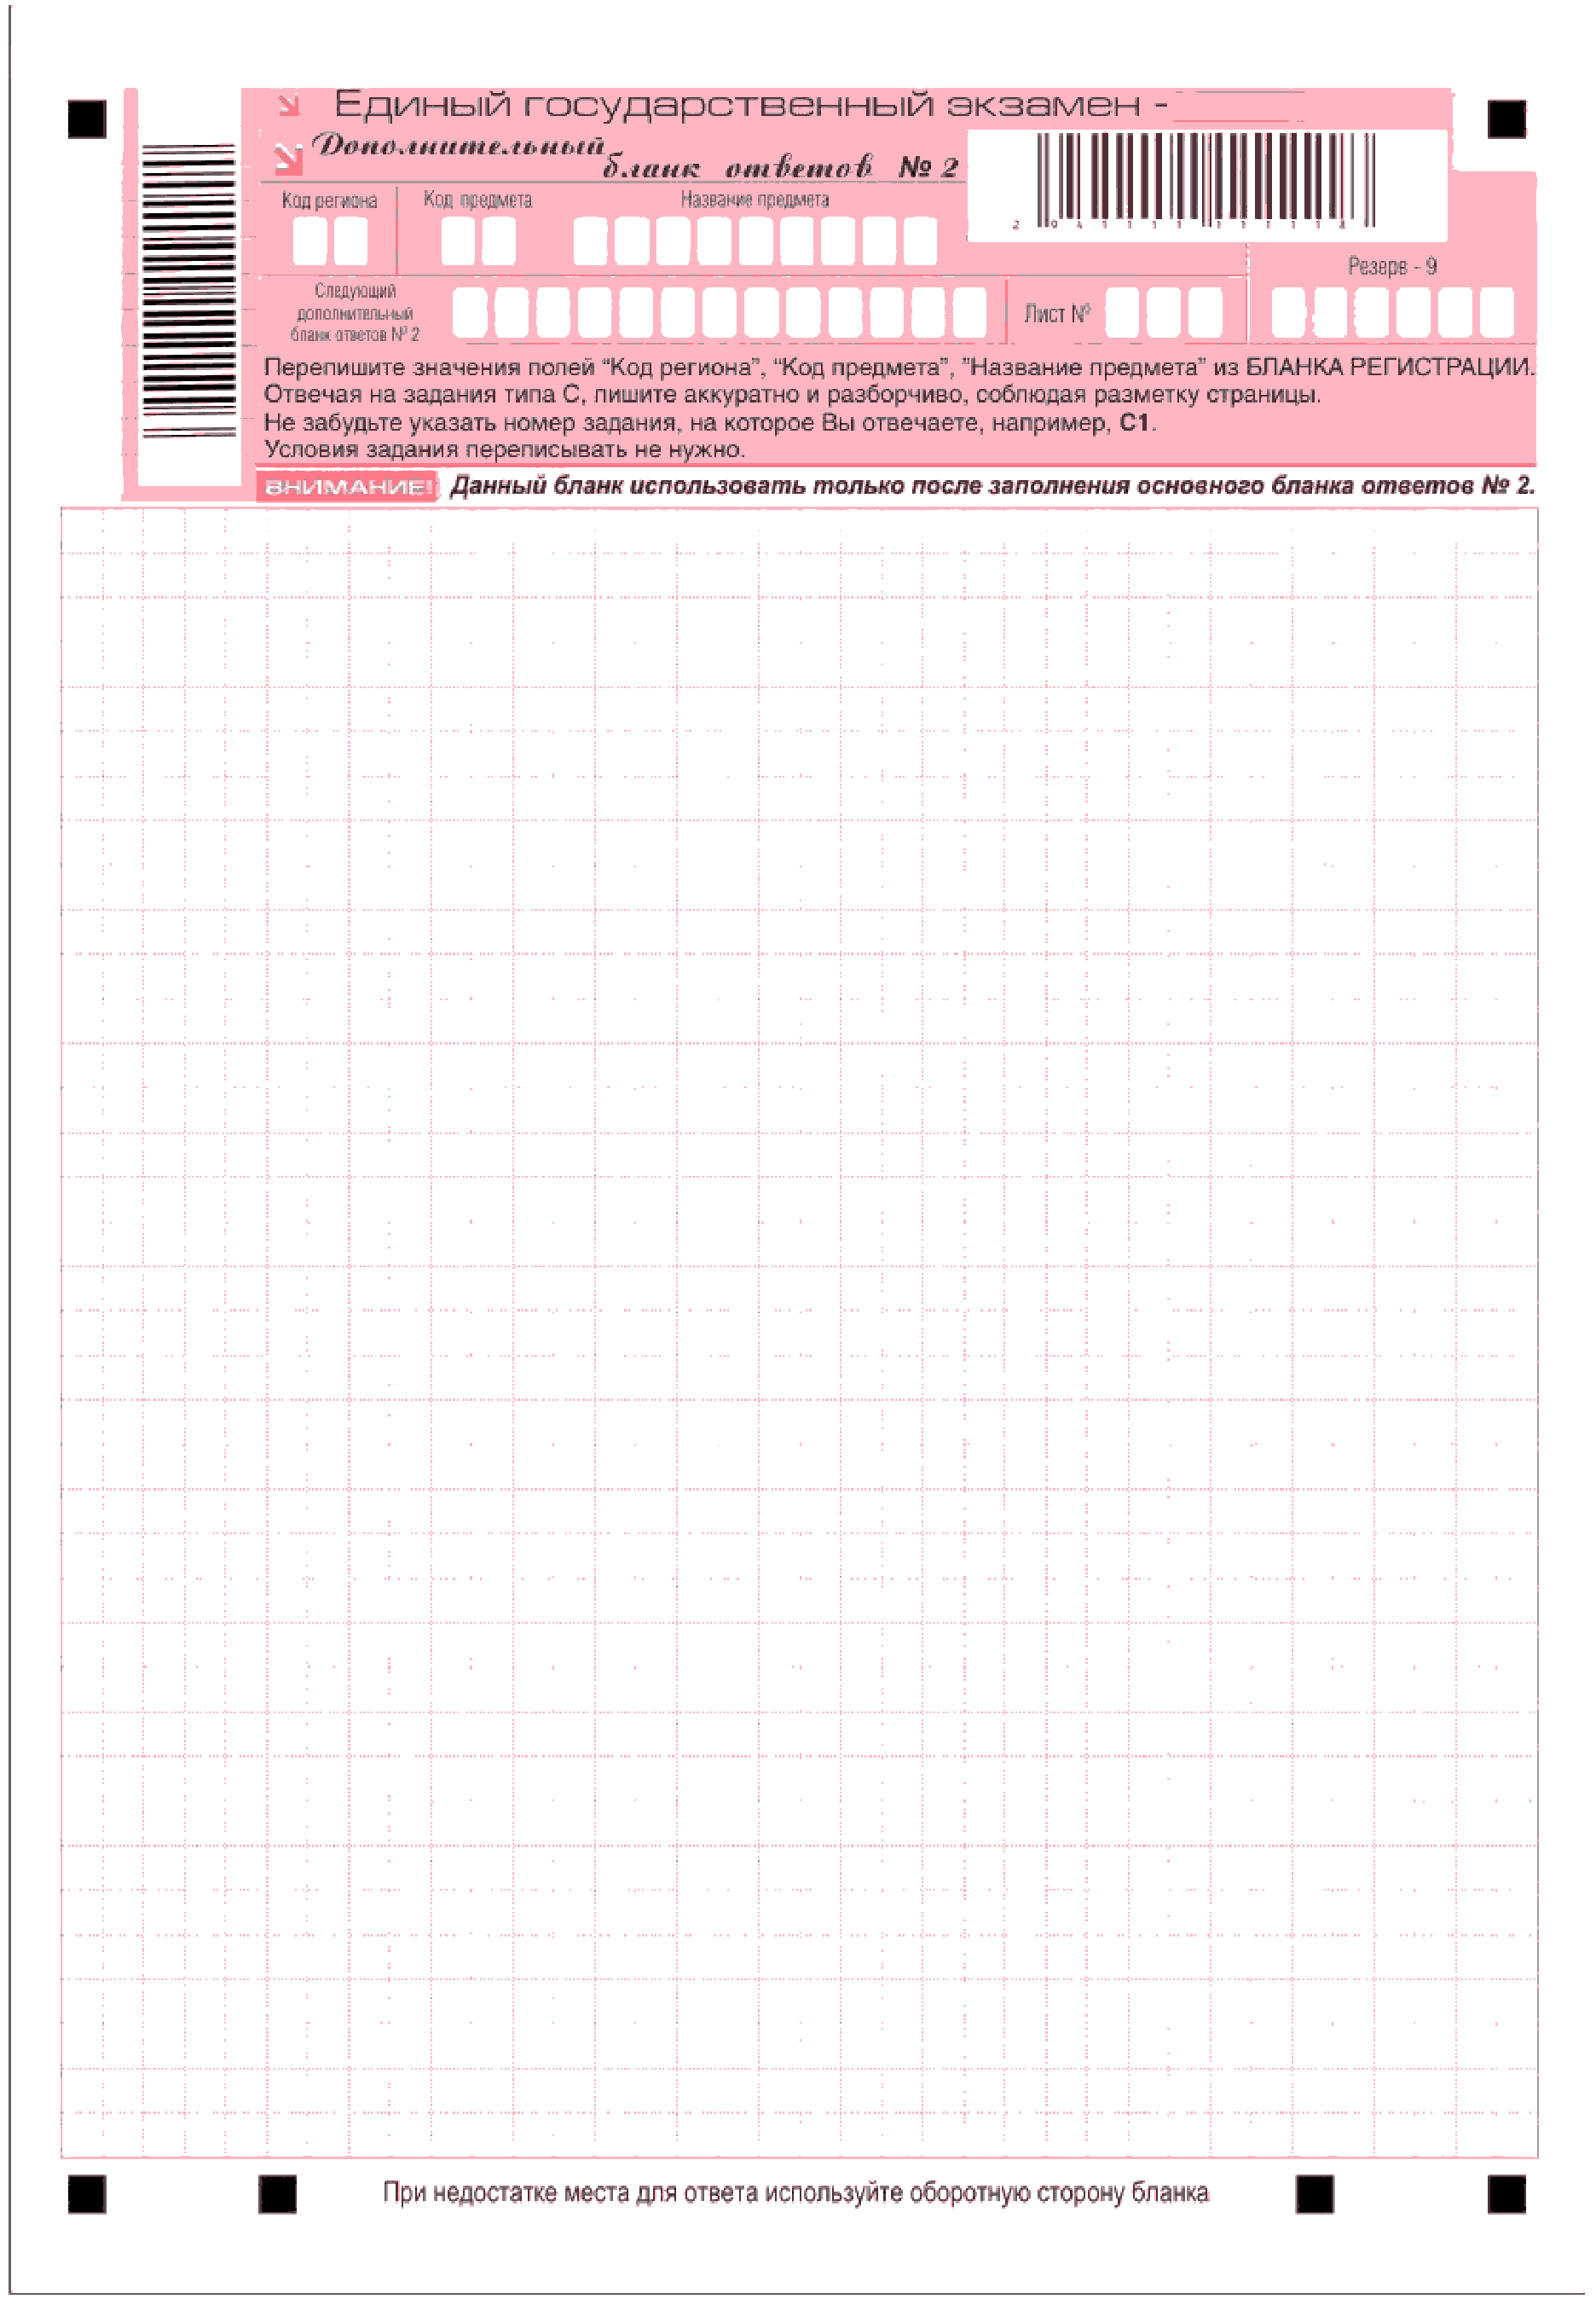 Единый государственный экзамен -
Дополнительный
бланк ответов № 2
Код региона
Код предмета
Название предмета
Резерв - 9
Следующий
дополнительный
бланк ответов № 2
Лист №
Перепишите значения полей “Код региона”, “Код предмета”, ”Название предмета” из БЛАНКА РЕГИСТРАЦИИ.
Отвечая на задания типа С, пишите аккуратно и разборчиво, соблюдая разметку страницы.
Не забудьте указать номер задания, на которое Вы отвечаете, например, С1.
Условия задания переписывать не нужно.
ВНИМАНИЕ! Данный бланк использовать только после заполнения основного бланка ответов № 2.
При недостатке места для ответа используйте оборотную сторону бланка